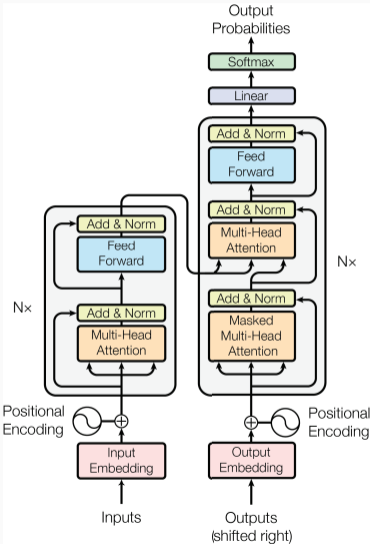 Output
Probabilities
Softmax
Linear
Add & Norm
Feed
Forward
Add & Norm
Multi-Head
Attention
Add & Norm
Masked
Multi-Head
Attention
N×
Add & Norm
Feed
Forward
Add & Norm
Multi-Head
Attention
N×
Positional
Encoding
Positional
Encoding
Input
Embedding
Output
Embedding
Inputs
Outputs
(shifted right)